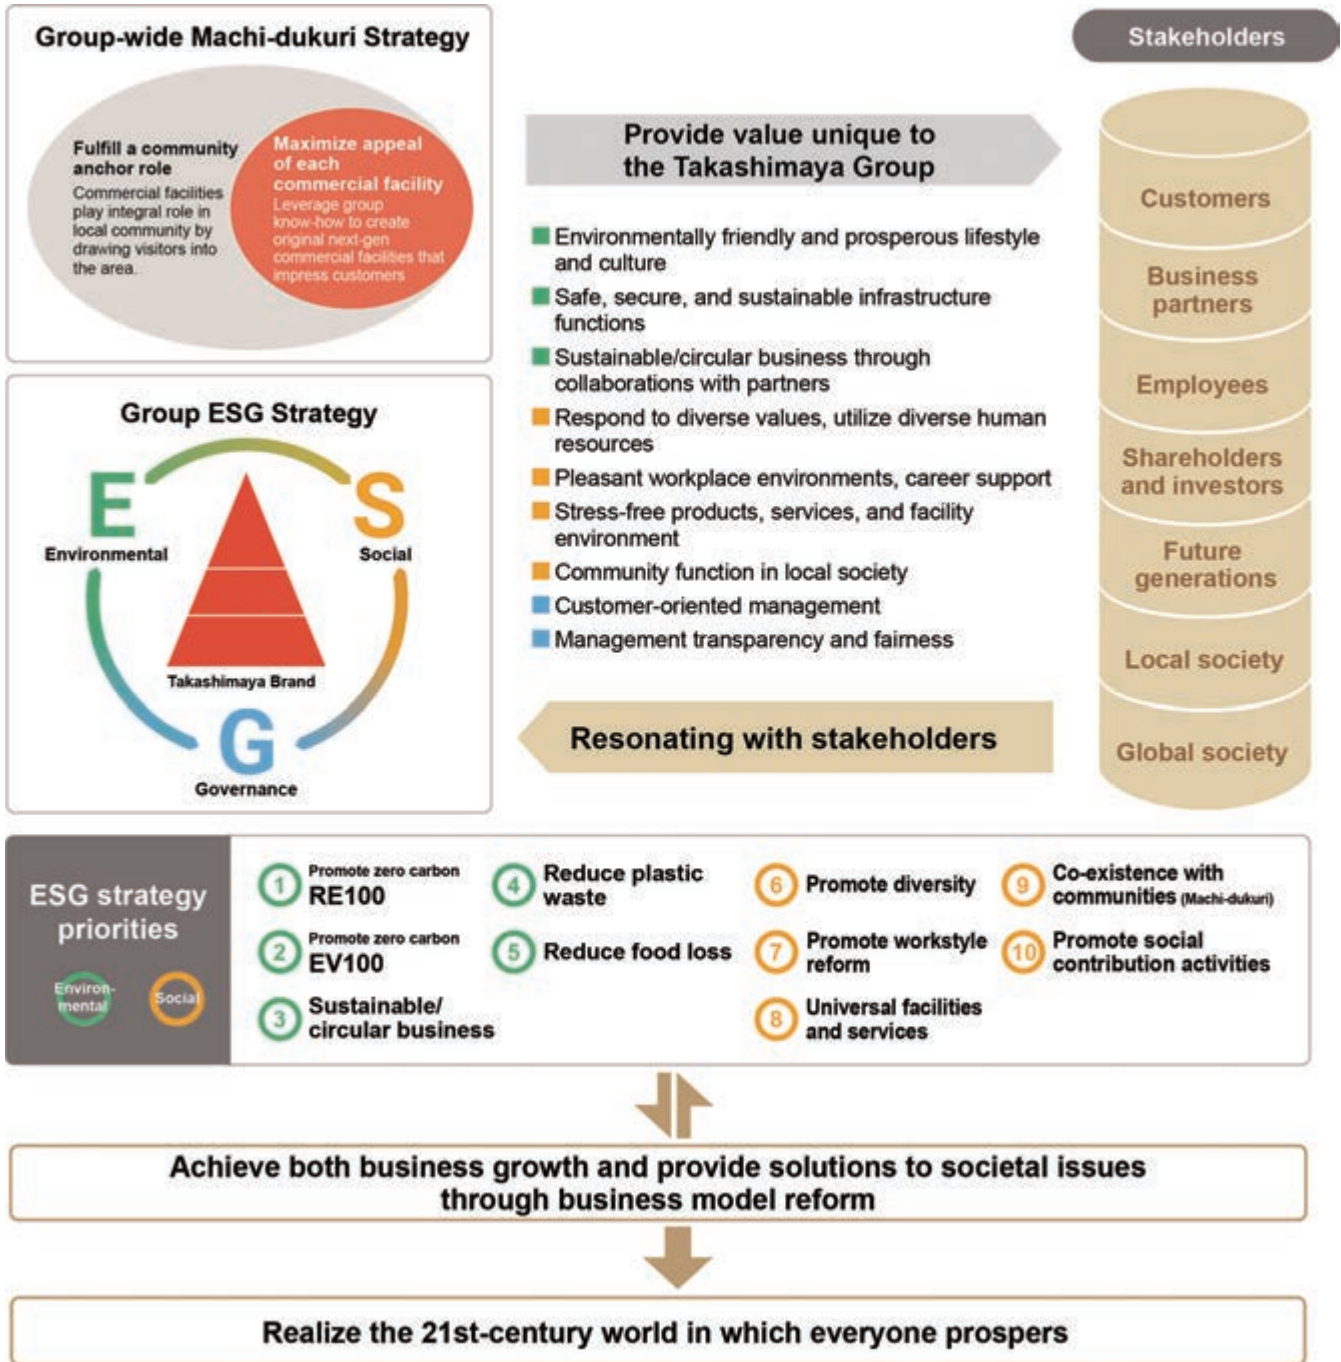 Group-wide Machi-dukuri Strategy
Fulfill a community
anchor role
Commercial facilities
play integral role in
local community by
drawing visitors into
the area.
Maximize appeal
of each
commercial facility
Leverage group
know-how to create
original next-gen
commercial facilities that
impress customers
Group ESG Strategy
E
Environmental
S
Social
Takashimaya Brand
G
Governance
Provide value unique to
the Takashimaya Group
Environmentally friendly and prosperous lifestyle
and culture
Safe, secure, and sustainable infrastructure
functions
Sustainable/circular business through
collaborations with partners
Respond to diverse values, utilize diverse human
resources
Pleasant workplace environments, career support
Stress-free products, services, and facility
environment
Community function in local society
Customer-oriented management
Management transparency and fairness
Resonating with stakeholders
Stakeholders
Customers
Business
partners
Employees
Shareholders
and investors
Future
generations
Local society
Global society
ESG strategy
priorities
Environ-
mental
Social
1 Promote zero carbon
RE100
2 Promote zero carbon
EV100
3 Sustainable/
circular business
4 Reduce plastic
waste
5 Reduce food loss
6 Promote diversity
7 Promote workstyle
reform
8 Universal facilities
and services
9 Co-existence with
communities (Machi-dukuri)
10 Promote social
contribution activities
Achieve both business growth and provide solutions to societal issues
through business model reform
Realize the 21st-century world in which everyone prospers